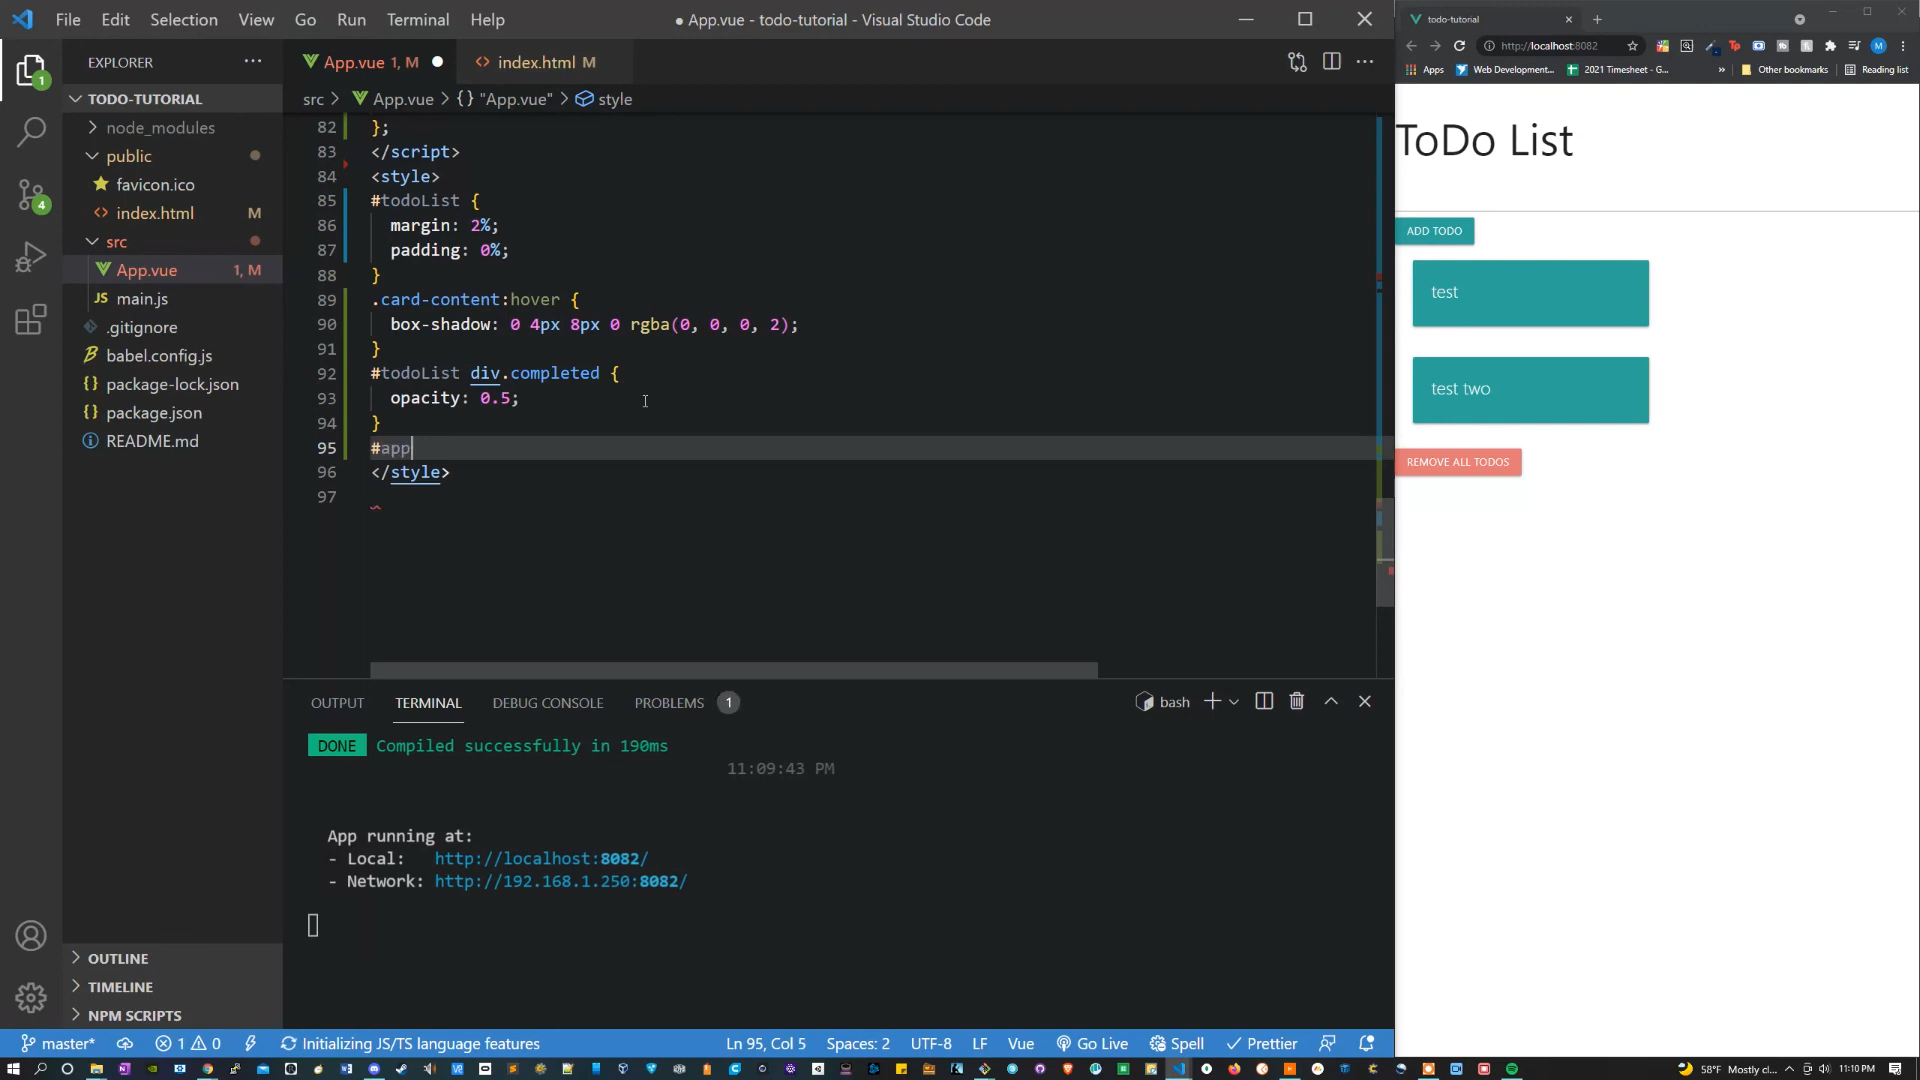 File Edit Selection View Go Run Terminal Help
● App.vue - todo-tutorial - Visual Studio Code
EXPLORER
App.vue 1, M ●
index.html M
TODO-TUTORIAL
src > App.vue > {} "App.vue" > style
node_modules
public
favicon.ico
index.html M
src
App.vue 1, M
main.js
.gitignore
babel.config.js
package-lock.json
package.json
README.md
OUTLINE
TIMELINE
NPM SCRIPTS
82 };
83 </script>
84 <style>
85 #todoList {
86 margin: 2%;
87 padding: 0%;
88 }
89 .card-content:hover {
90 box-shadow: 0 4px 8px 0 rgba(0, 0, 0, 2);
91 }
92 #todoList div.completed {
93 opacity: 0.5;
94 }
95 #app
96 </style>
97
OUTPUT TERMINAL DEBUG CONSOLE PROBLEMS 1
bash
DONE Compiled successfully in 190ms
11:09:43 PM
App running at:
- Local: http://localhost:8082/
- Network: http://192.168.1.250:8082/
master* 1 0 Initializing JS/TS language features
Ln 95, Col 5 Spaces: 2 UTF-8 LF Vue Go Live Spell Prettier
todo-tutorial
http://localhost:8082
Apps Web Development... 2021 Timesheet - G... » Other bookmarks Reading list
ToDo List
ADD TODO
test
test two
REMOVE ALL TODOS
58°F Mostly cl... 11:10 PM